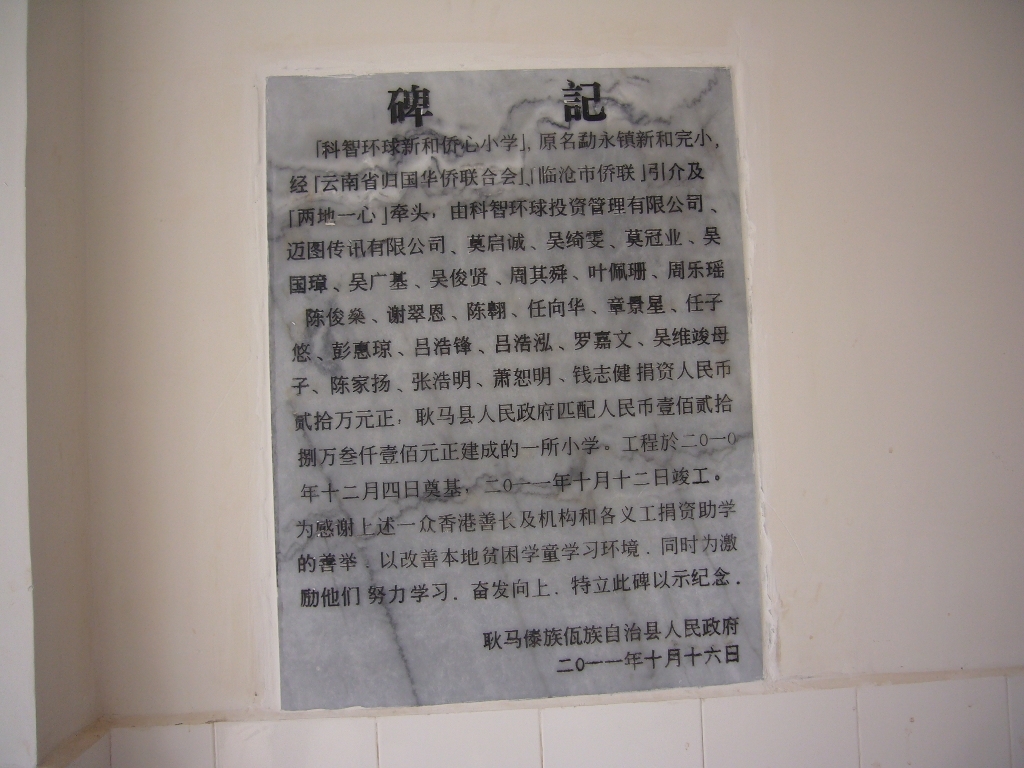 碑 記
「科智环球新和侨心小学」，原名勐永镇新和完小，
经「云南省归国华侨联合会」、「临沧市侨联」引介及
「两地一心」牵头，由科智环球投资管理有限公司、
迈图传讯有限公司、莫启诚、吴绮雯、莫冠业、吴
国璋、吴广基、吴俊贤、周其舜、叶佩珊、周乐瑶
、陈俊燊、谢翠恩、陈翱、任向华、章景星、任子
悠、彭惠琼、吕浩锋、吕浩泓、罗嘉文、吴维竣母
子、陈家扬、张浩明、萧恕明、钱志健捐资人民币
贰拾万元正，耿马县人民政府匹配人民币壹佰贰拾
捌万叁仟壹佰元正建成的一所小学。工程於二0一0
年十二月四日奠基，二0一一年十月十二日竣工。
为感谢上述一众香港善长及机构和各义工捐资助学
的善举．以改善本地贫困学童学习环境．同时为激
励他们努力学习．奋发向上．特立此碑以示纪念．
耿马傣族佤族自治县人民政府
二0一一年十月十六日